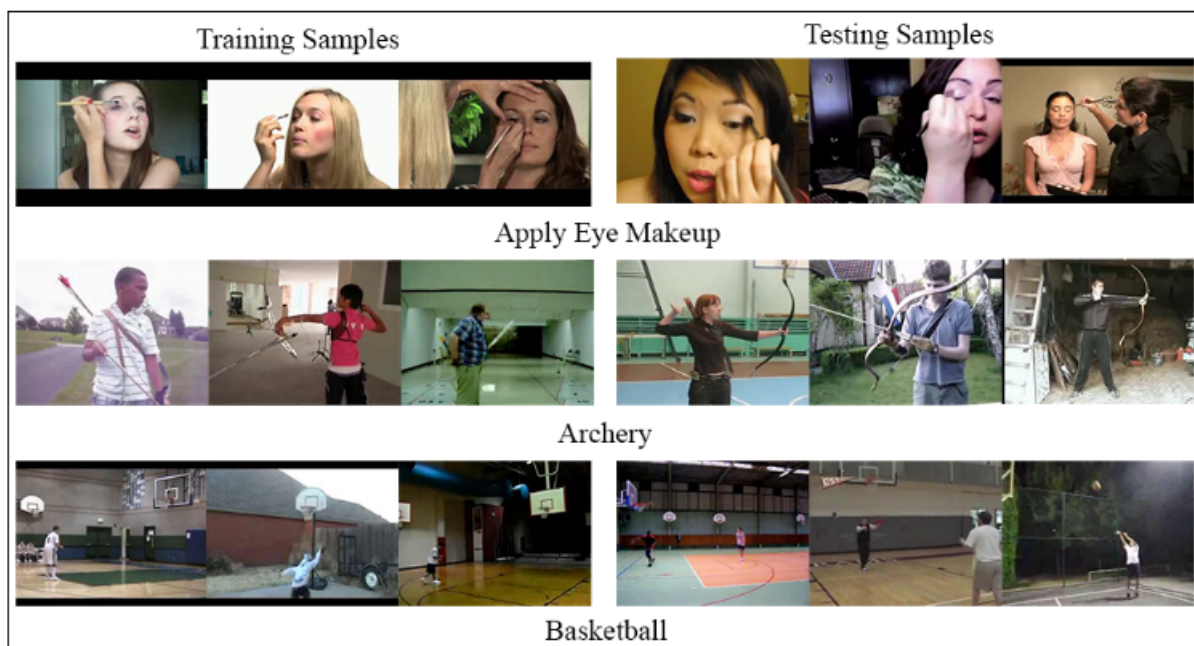 Training Samples
Testing Samples
Apply Eye Makeup
Archery
Basketball